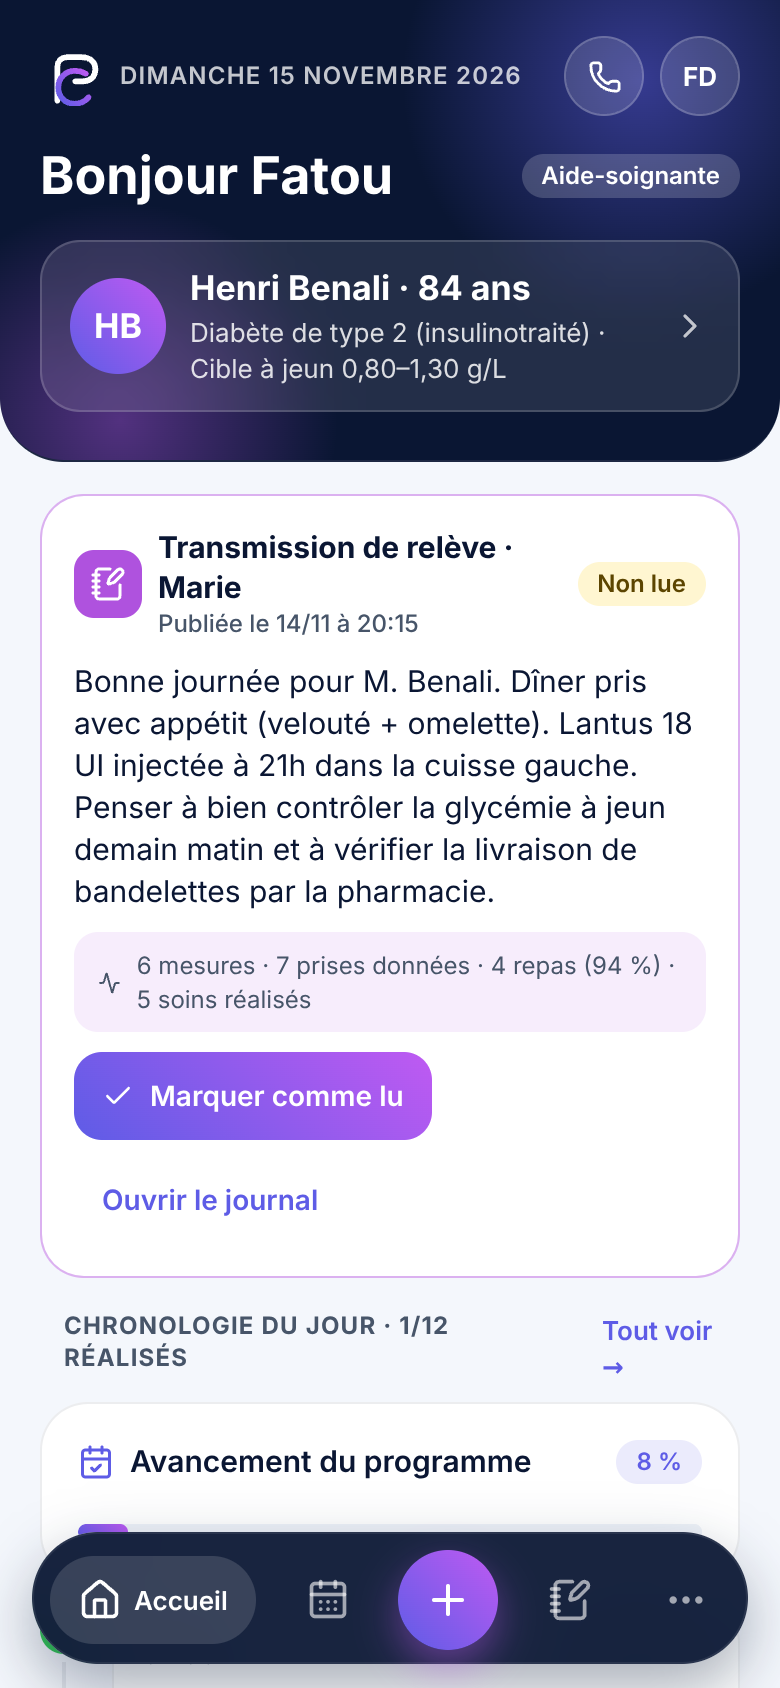 DIMANCHE 15 NOVEMBRE 2026
FD
Bonjour Fatou
Aide-soignante
HB
Henri Benali · 84 ans
Diabète de type 2 (insulinotraité) ·
Cible à jeun 0,80–1,30 g/L
Transmission de relève ·
Marie
Publiée le 14/11 à 20:15
Non lue
Bonne journée pour M. Benali. Dîner pris
avec appétit (velouté + omelette). Lantus 18
UI injectée à 21h dans la cuisse gauche.
Penser à bien contrôler la glycémie à jeun
demain matin et à vérifier la livraison de
bandelettes par la pharmacie.
6 mesures · 7 prises données · 4 repas (94 %) ·
5 soins réalisés
Marquer comme lu
Ouvrir le journal
CHRONOLOGIE DU JOUR · 1/12
RÉALISÉS
Tout voir
→
Avancement du programme
8 %
Accueil